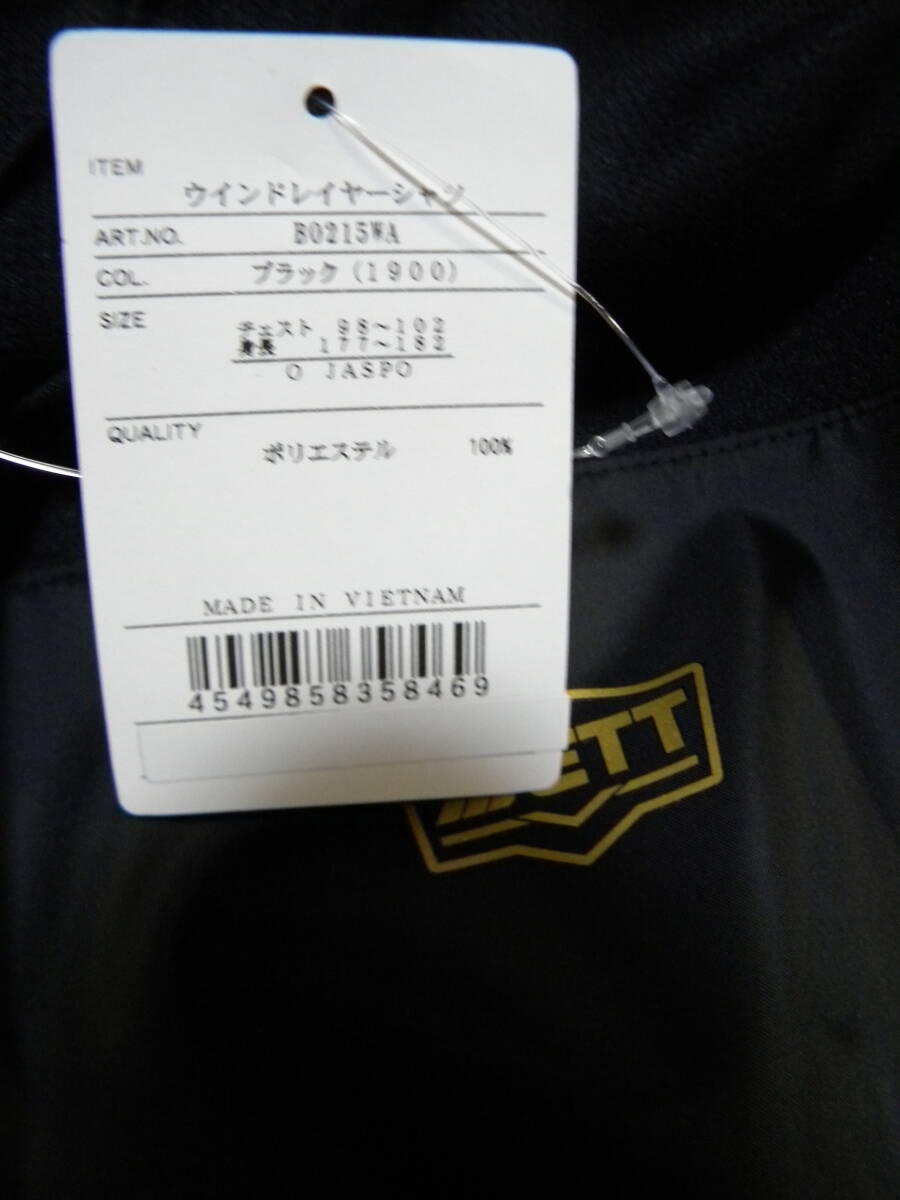 ITEM
ウインドレイヤーシャツ
ART.NO. BO215WA
COL. ブラック(1900)
SIZE チェスト 98〜102
身長 177〜182
O JASPO
QUALITY ポリエステル 100%
MADE IN VIETNAM
4549858358469
ETT